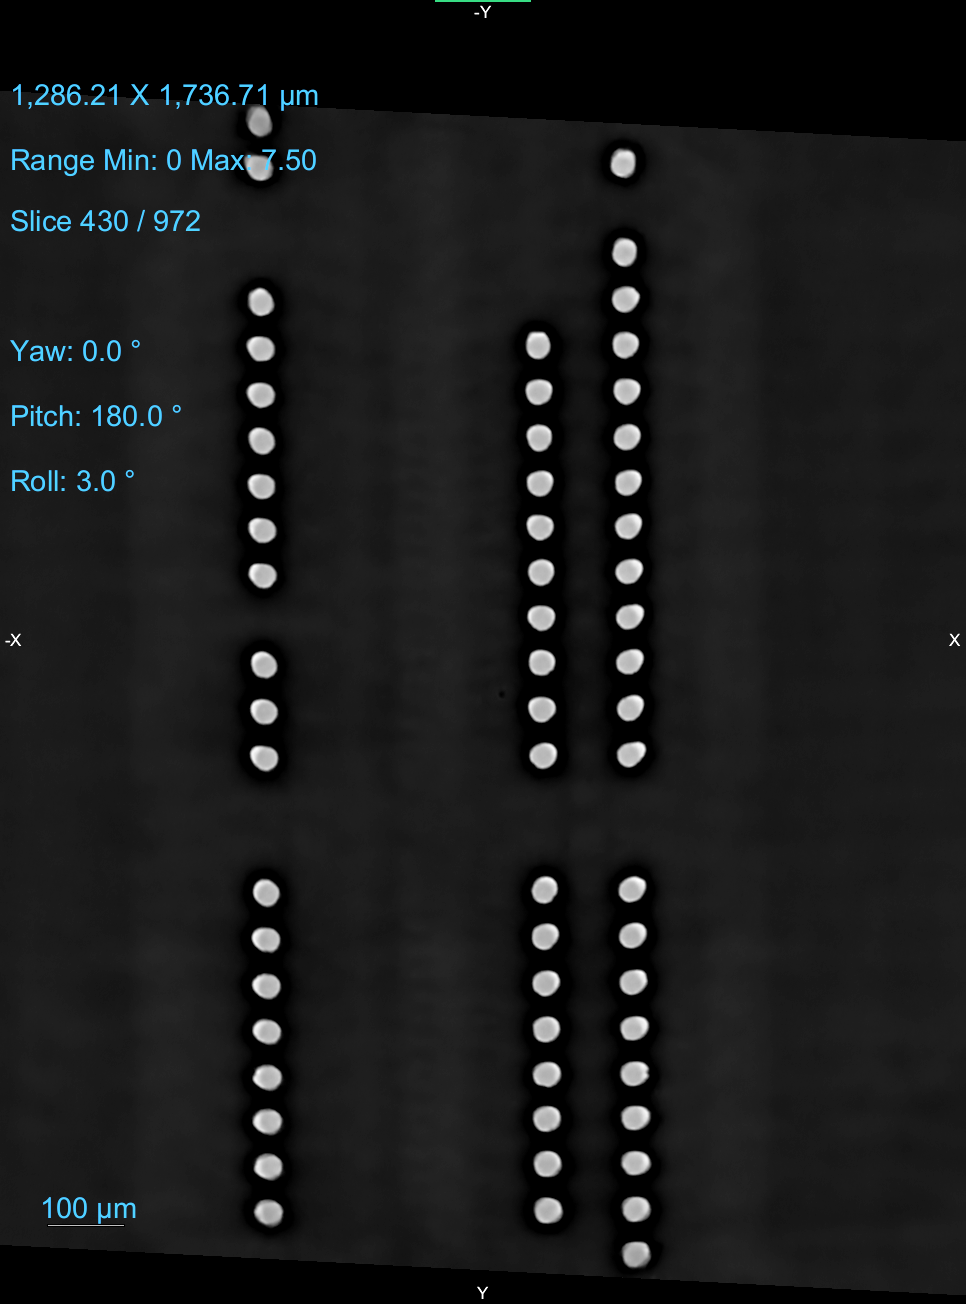 -Y
1,286.21 X 1,736.71 µm
Range Min: 0 Max: 7.50
Slice 430 / 972
Yaw: 0.0 °
Pitch: 180.0 °
Roll: 3.0 °
-X
X
100 µm
Y